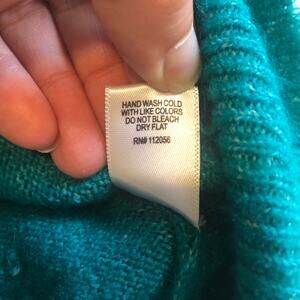 HAND WASH COLD
WITH LIKE COLORS
DO NOT BLEACH
DRY FLAT
RN# 112056